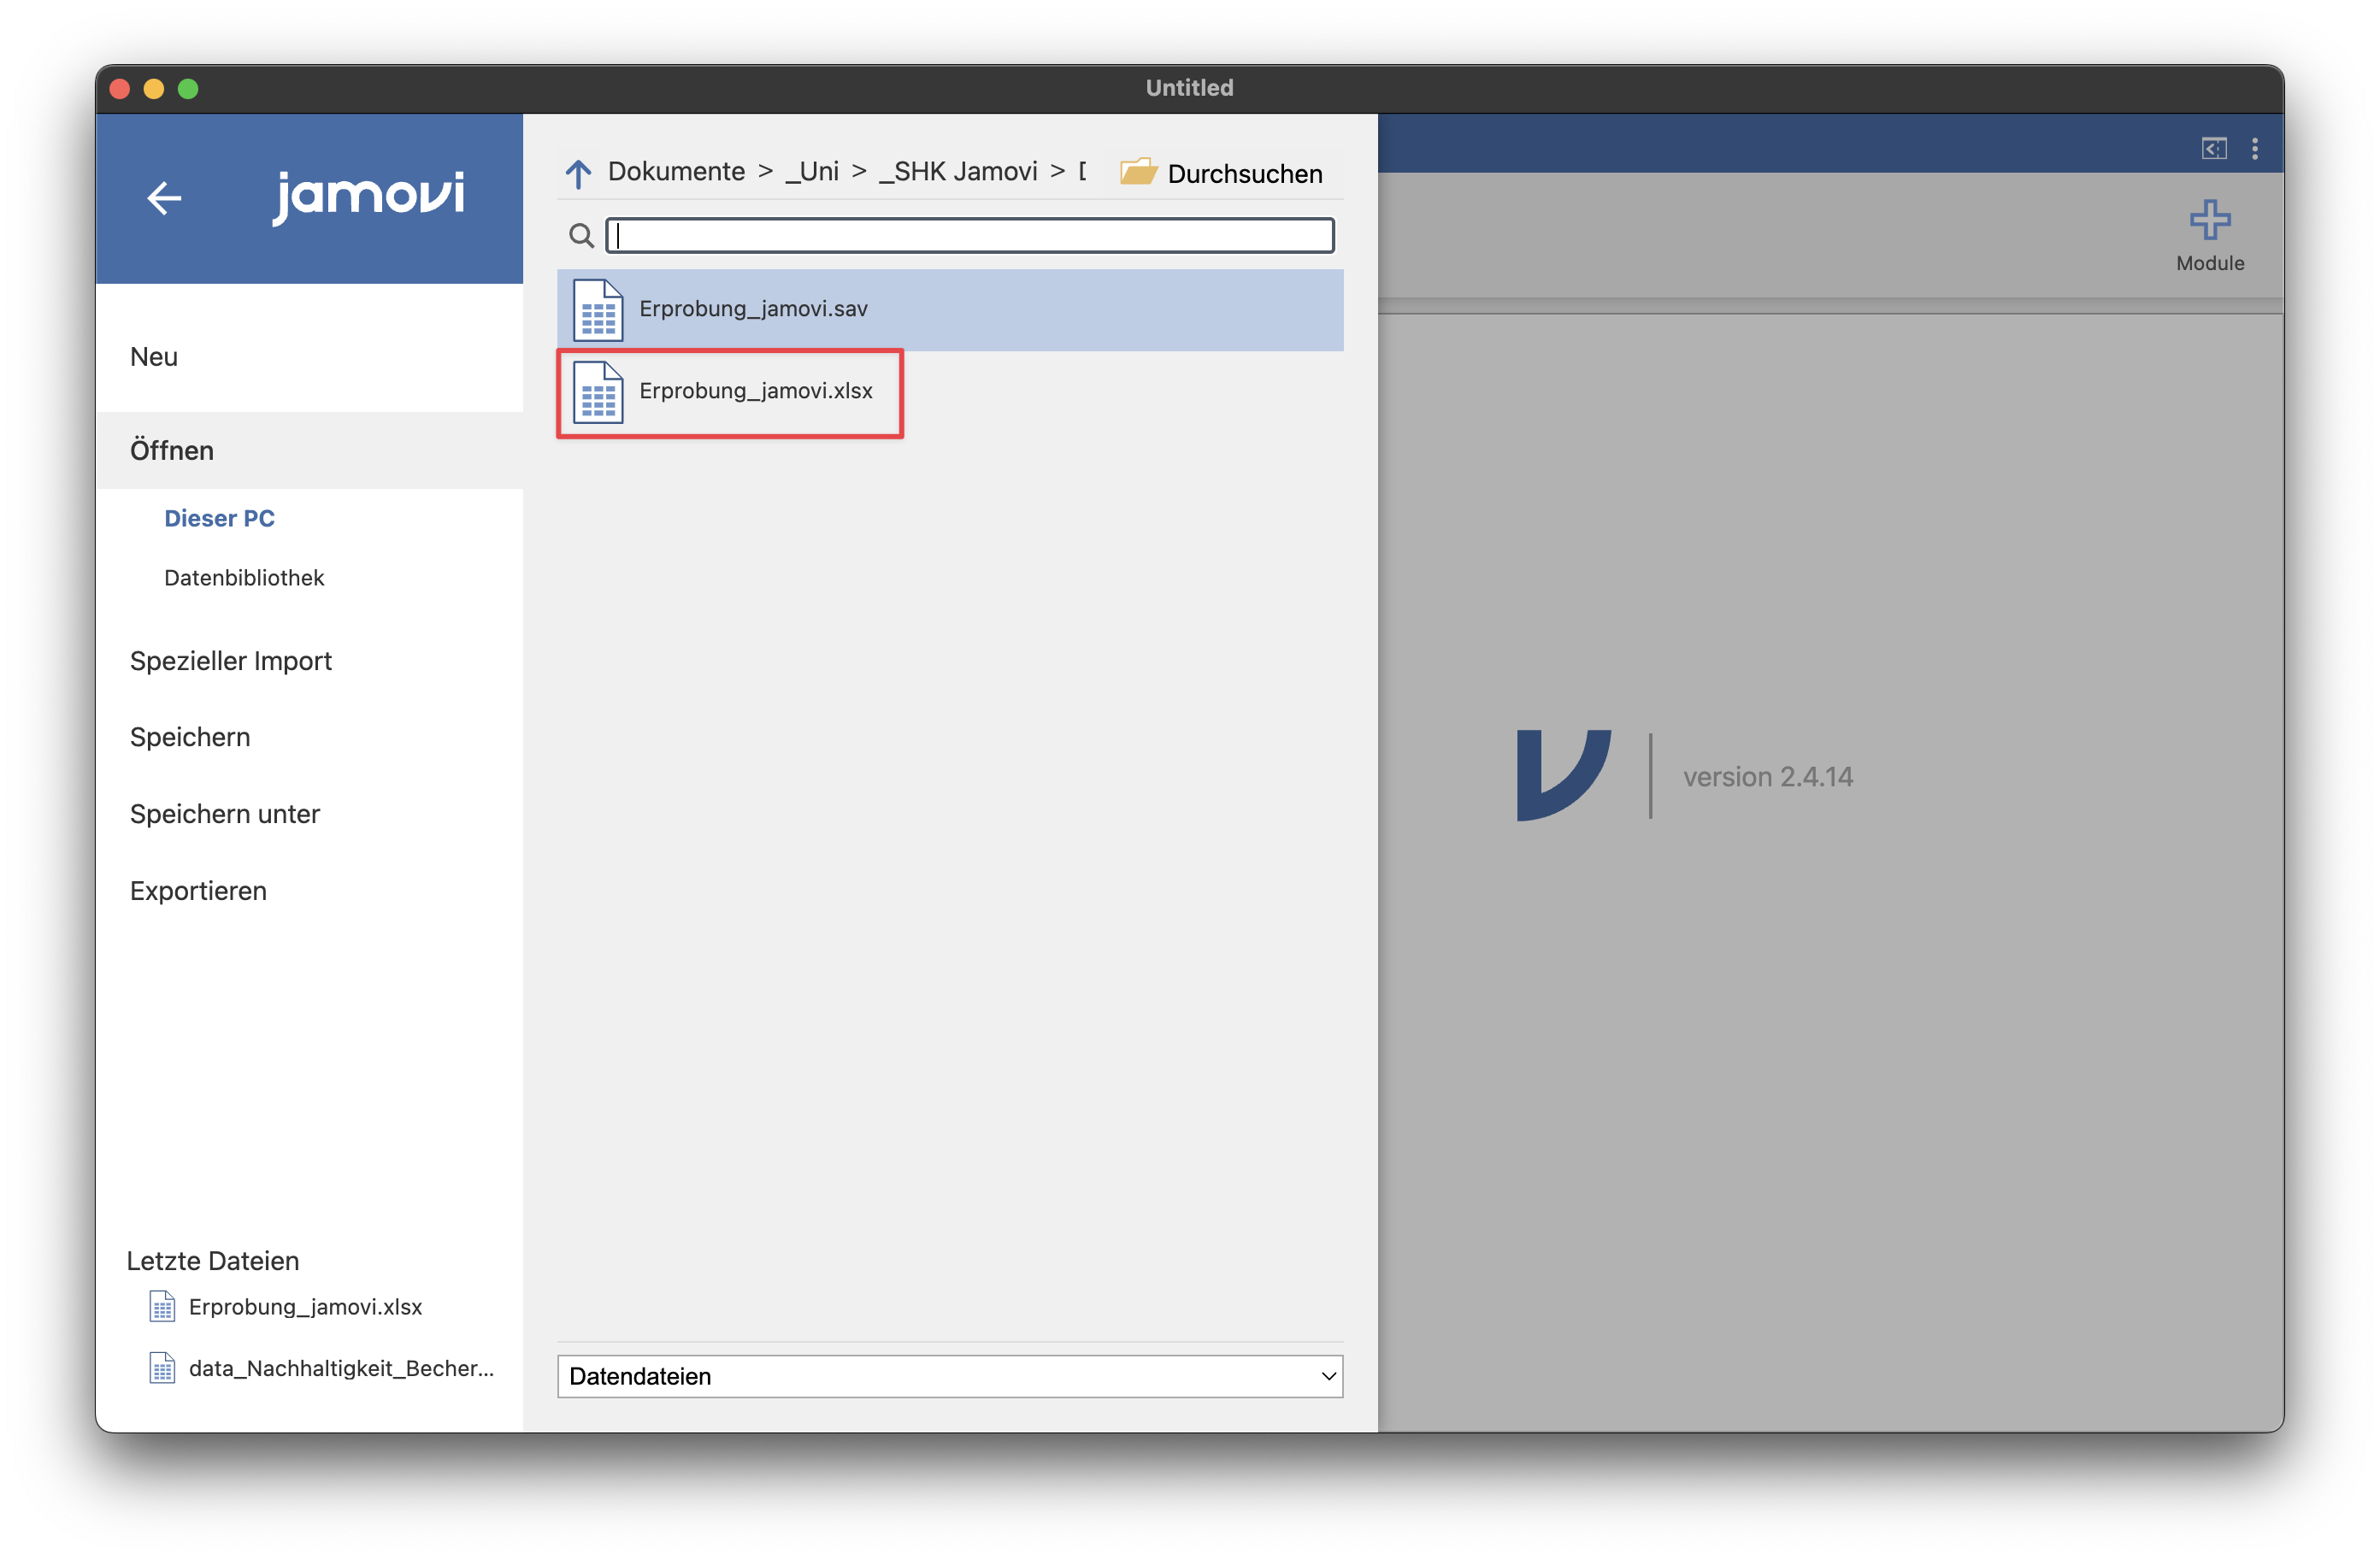 Untitled
jamovi
Neu
Öffnen
Dieser PC
Datenbibliothek
Spezieller Import
Speichern
Speichern unter
Exportieren
Letzte Dateien
Erprobung_jamovi.xlsx
data_Nachhaltigkeit_Becher...
Dokumente > _Uni > _SHK Jamovi >
Durchsuchen
Erprobung_jamovi.sav
Erprobung_jamovi.xlsx
Datendateien
Module
version 2.4.14